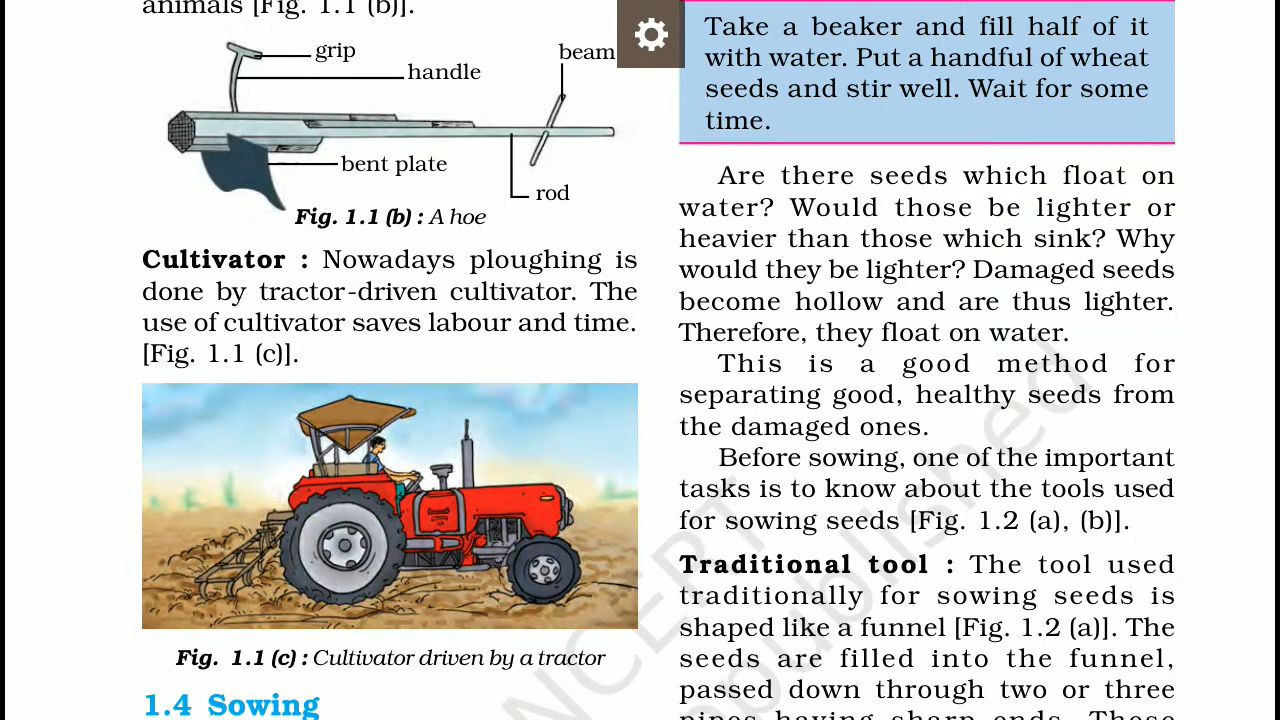 animals [Fig. 1.1 (b)].
grip
handle
beam
bent plate
rod
Fig. 1.1 (b) : A hoe
Cultivator : Nowadays ploughing is
done by tractor-driven cultivator. The
use of cultivator saves labour and time.
[Fig. 1.1 (c)].
Fig. 1.1 (c) : Cultivator driven by a tractor
1.4 Sowing
Take a beaker and fill half of it
with water. Put a handful of wheat
seeds and stir well. Wait for some
time.
Are there seeds which float on
water? Would those be lighter or
heavier than those which sink? Why
would they be lighter? Damaged seeds
become hollow and are thus lighter.
Therefore, they float on water.
This is a good method for
separating good, healthy seeds from
the damaged ones.
Before sowing, one of the important
tasks is to know about the tools used
for sowing seeds [Fig. 1.2 (a), (b)].
Traditional tool : The tool used
traditionally for sowing seeds is
shaped like a funnel [Fig. 1.2 (a)]. The
seeds are filled into the funnel,
passed down through two or three
pipes having sharp ends. These
NCERT
published